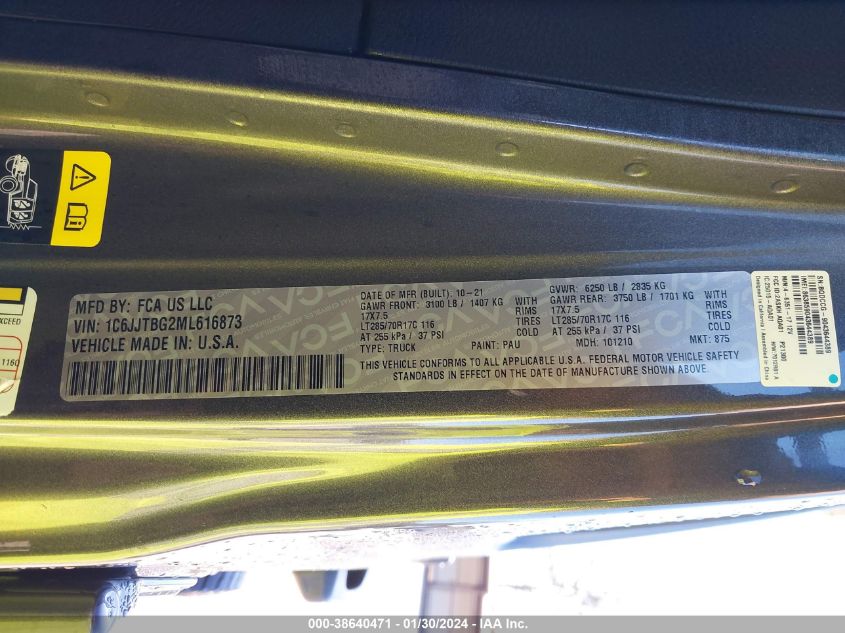 EXCEED
1160
MFD BY: FCA US LLC
VIN: 1C6JJTBG2ML616873
VEHICLE MADE IN: U.S.A.
DATE OF MFR (BUILT). 10-21
GAWR FRONT: 3100 LB / 1407 KG WITH
17X7.5 RIMS
LT285/70R17C 116 TIRES
AT 255 kPa / 37 PSI COLD
TYPE: TRUCK PAINT: PAU
GVWR: 6250 LB / 2835 KG
GAWR REAR: 3750 LB / 1701 KG WITH
17X7.5 RIMS
LT285/70R17C 116 TIRES
AT 255 kPa / 37 PSI COLD
MDH: 101210 MKT: 875
THIS VEHICLE CONFORMS TO ALL APPLICABLE U.S.A. FEDERAL MOTOR VEHICLE SAFETY
STANDARDS IN EFFECT ON THE DATE OF MANUFACTURE SHOWN ABOVE.
000-38640471 - 01/30/2024 - IAA Inc.